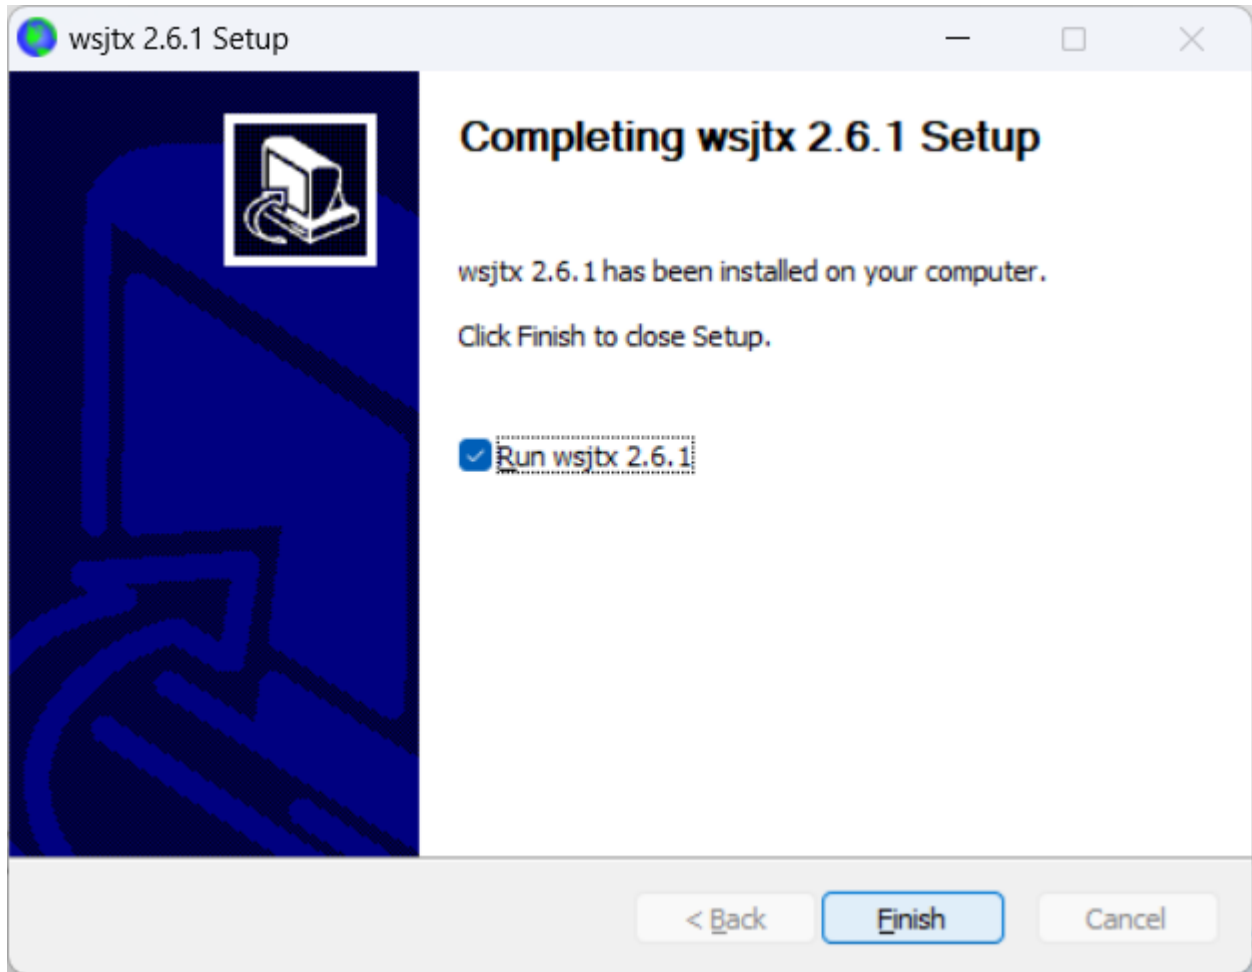 wsjtx 2.6.1 Setup
Completing wsjtx 2.6.1 Setup
wsjtx 2.6.1 has been installed on your computer.
Click Finish to close Setup.
Run wsjtx 2.6.1
< Back Finish Cancel